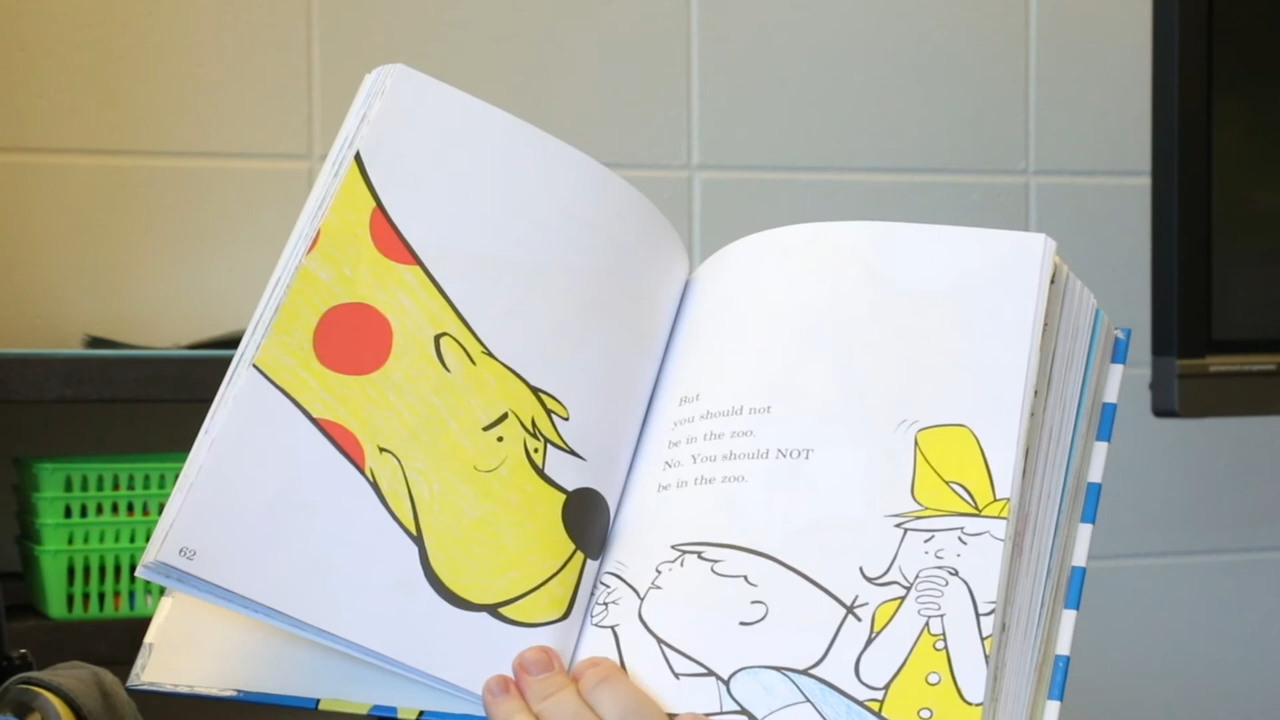 62
But
you should not
be in the zoo.
No. You should NOT
be in the zoo.